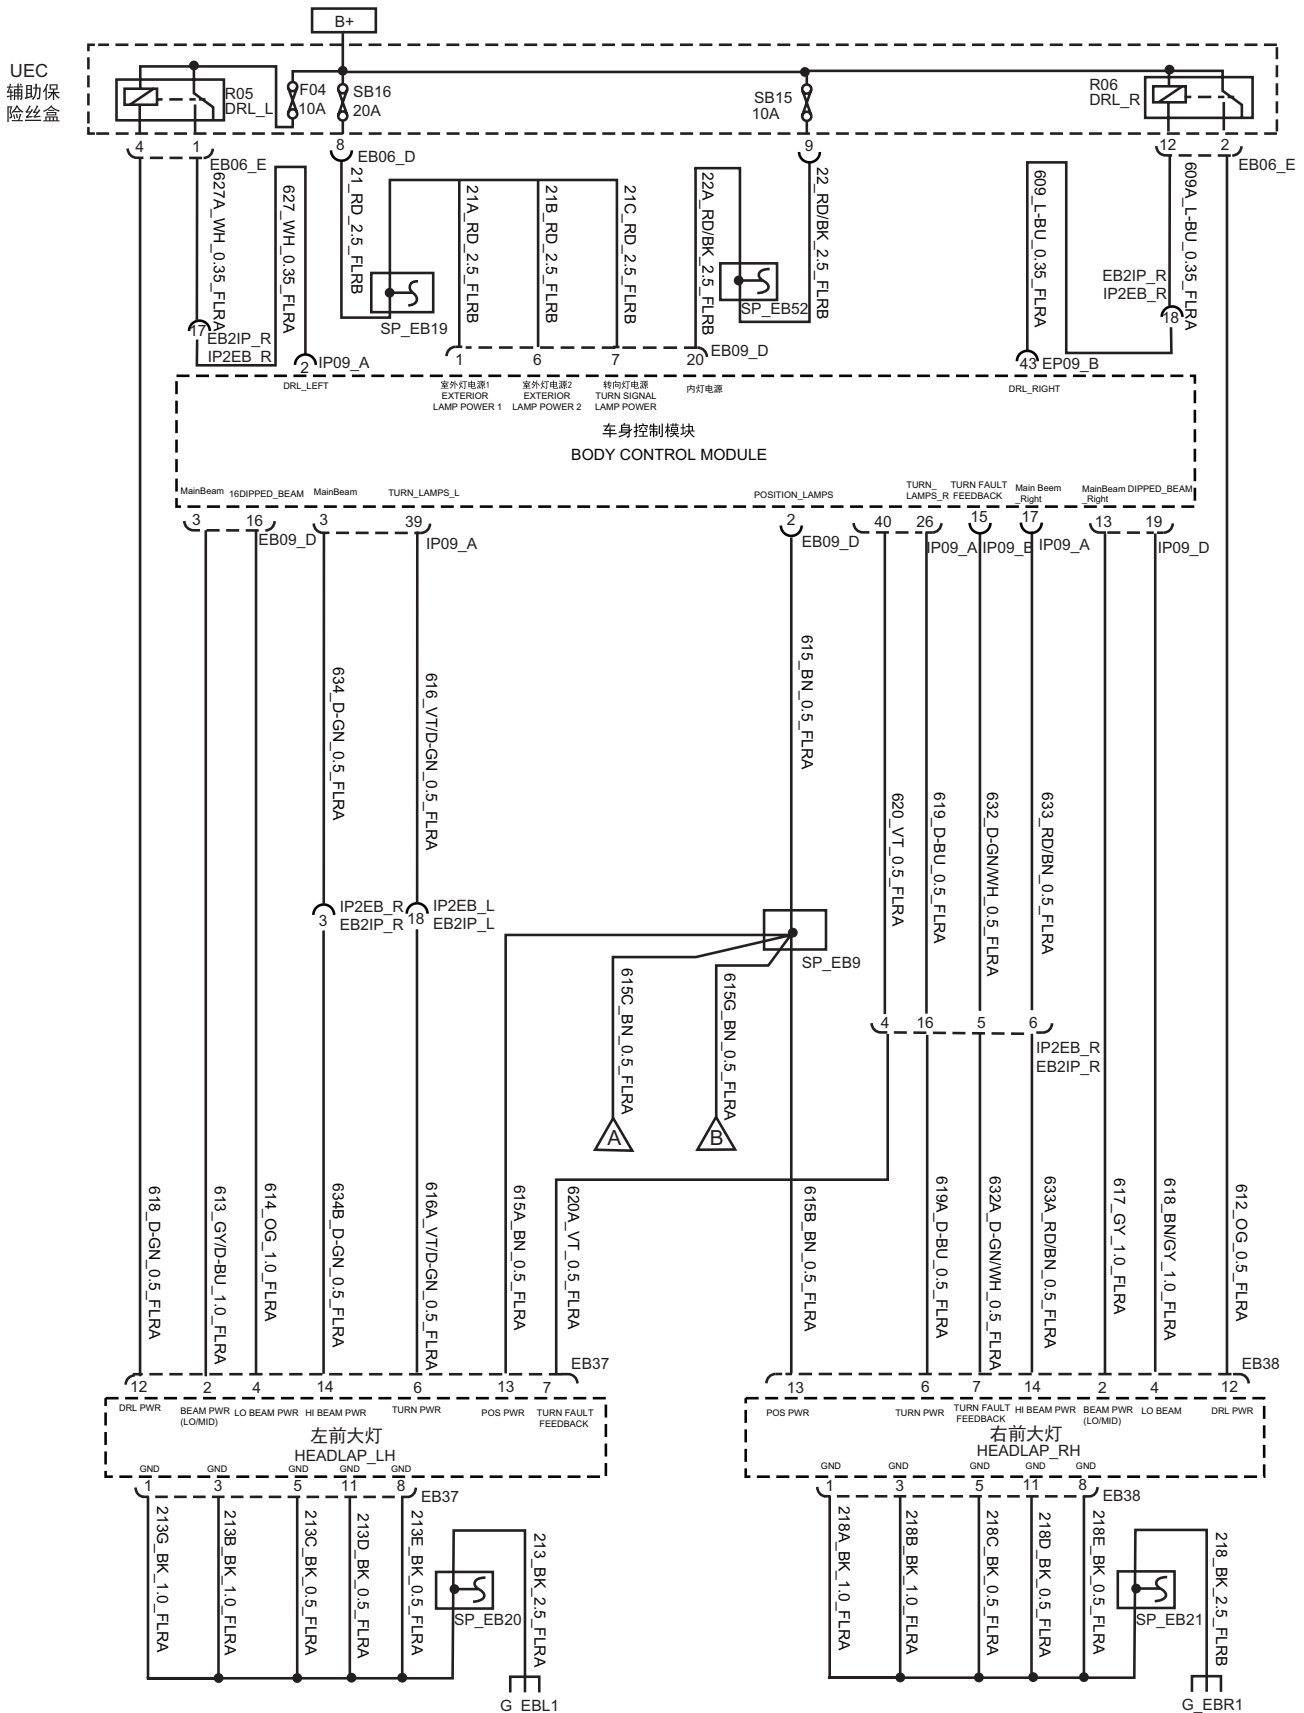 B+
UEC
辅助保
险丝盒
R05
DRL_L
F04
10A
SB16
20A
SB15
10A
R06
DRL_R
4
1
EB06_E
8
EB06_D
9
12
2
EB06_E
627A_WH_0.35_FLRA
627_WH_0.35_FLRA
21_RD_2.5_FLRB
21A_RD_2.5_FLRB
21B_RD_2.5_FLRB
21C_RD_2.5_FLRB
22A_RD/BK_2.5_FLRB
22_RD/BK_2.5_FLRB
609_L-BU_0.35_FLRA
609A_L-BU_0.35_FLRA
SP_EB19
SP_EB52
EB2IP_R
IP2EB_R
18
17
EB2IP_R
IP2EB_R
2
IP09_A
1
6
7
20
EB09_D
43
EP09_B
DRL_LEFT
室外灯电源1
EXTERIOR
LAMP POWER 1
室外灯电源2
EXTERIOR
LAMP POWER 2
转向灯电源
TURN SIGNAL
LAMP POWER
内灯电源
DRL_RIGHT
车身控制模块
BODY CONTROL MODULE
MainBeam
16DIPPED_BEAM
MainBeam
TURN_LAMPS_L
POSITION_LAMPS
TURN_
LAMPS_R
TURN FAULT
FEEDBACK
Main Beem
_Right
MainBeam
_Right
DIPPED_BEAM
3
16
EB09_D
3
39
IP09_A
2
EB09_D
40
26
IP09_A
15
IP09_B
17
IP09_A
13
19
IP09_D
634_D-GN_0.5_FLRA
616_VT/D-GN_0.5_FLRA
615_BN_0.5_FLRA
620_VT_0.5_FLRA
619_D-BU_0.5_FLRA
632_D-GN/WH_0.5_FLRA
633_RD/BN_0.5_FLRA
3
IP2EB_R
EB2IP_R
18
IP2EB_L
EB2IP_L
SP_EB9
615C_BN_0.5_FLRA
615G_BN_0.5_FLRA
4
16
5
6
IP2EB_R
EB2IP_R
A
B
618_D-GN_0.5_FLRA
613_GY/D-BU_1.0_FLRA
614_OG_1.0_FLRA
634B_D-GN_0.5_FLRA
616A_VT/D-GN_0.5_FLRA
615A_BN_0.5_FLRA
620A_VT_0.5_FLRA
615B_BN_0.5_FLRA
619A_D-BU_0.5_FLRA
632A_D-GN/WH_0.5_FLRA
633A_RD/BN_0.5_FLRA
617_GY_1.0_FLRA
618_BN/GY_1.0_FLRA
612_OG_0.5_FLRA
EB37
EB38
12
2
4
14
6
13
7
13
6
7
14
2
4
12
DRL PWR
BEAM PWR
(LO/MID)
LO BEAM PWR
HI BEAM PWR
TURN PWR
POS PWR
TURN FAULT
FEEDBACK
POS PWR
TURN PWR
TURN FAULT
FEEDBACK
HI BEAM PWR
BEAM PWR
(LO/MID)
LO BEAM
DRL PWR
左前大灯
HEADLAP_LH
右前大灯
HEADLAP_RH
GND
GND
GND
GND
GND
GND
GND
GND
GND
GND
1
3
5
11
8
EB37
1
3
5
11
8
EB38
213G_BK_1.0_FLRA
213B_BK_1.0_FLRA
213C_BK_0.5_FLRA
213D_BK_0.5_FLRA
213E_BK_0.5_FLRA
213_BK_2.5_FLRA
218A_BK_1.0_FLRA
218B_BK_1.0_FLRA
218C_BK_0.5_FLRA
218D_BK_0.5_FLRA
218E_BK_0.5_FLRA
218_BK_2.5_FLRB
SP_EB20
SP_EB21
G_EBL1
G_EBR1